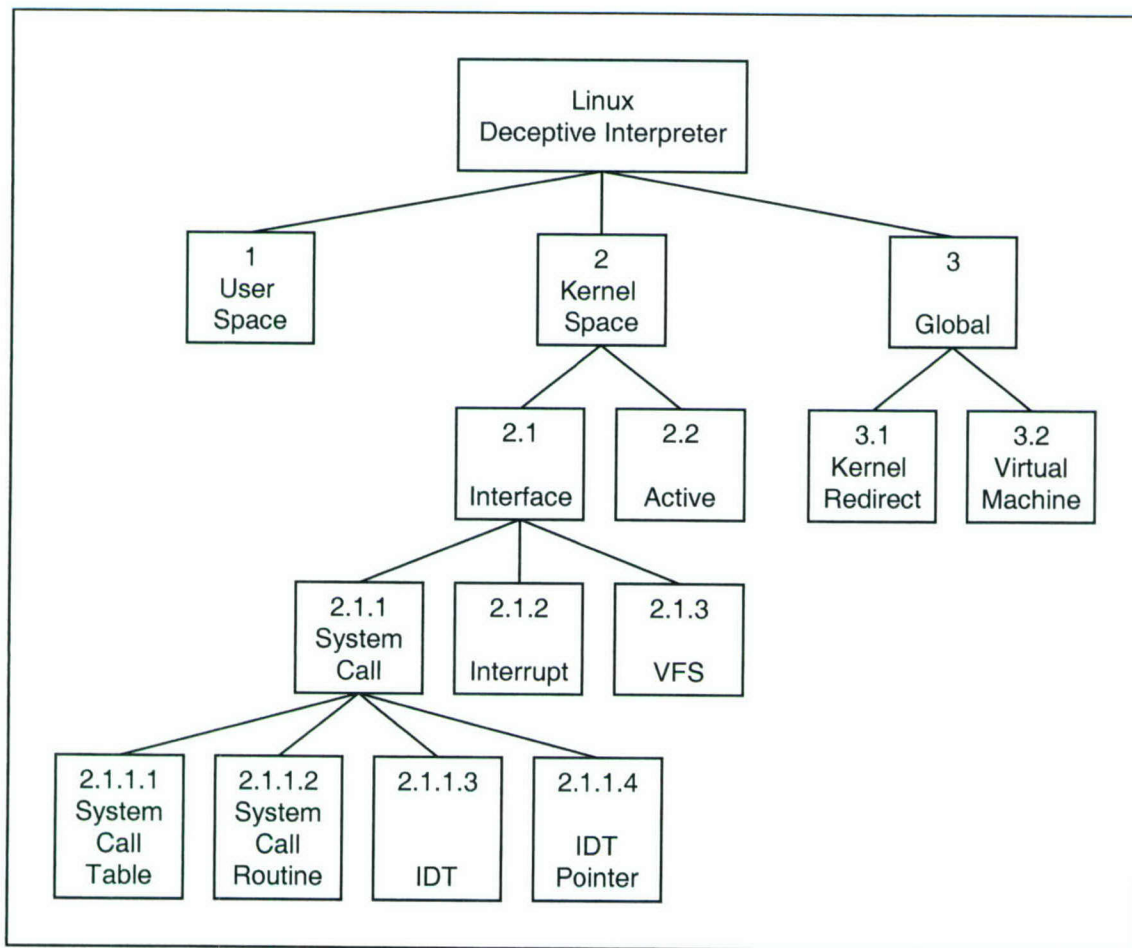 Linux
Deceptive Interpreter
1
User
Space
2
Kernel
Space
3
Global
2.1
Interface
2.2
Active
3.1
Kernel
Redirect
3.2
Virtual
Machine
2.1.1
System
Call
2.1.2
Interrupt
2.1.3
VFS
2.1.1.1
System
Call
Table
2.1.1.2
System
Call
Routine
2.1.1.3
IDT
2.1.1.4
IDT
Pointer